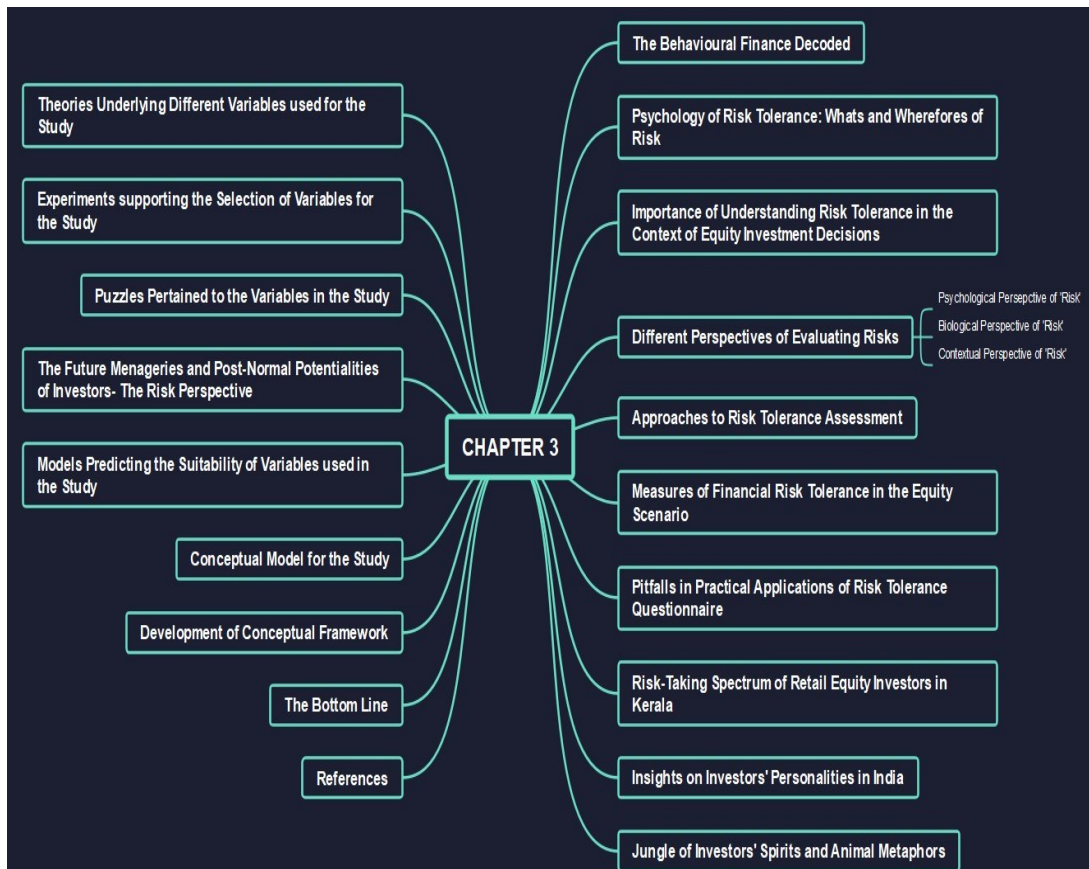 CHAPTER 3
The Behavioural Finance Decoded
Psychology of Risk Tolerance: Whats and Wherefores of
Risk
Importance of Understanding Risk Tolerance in the
Context of Equity Investment Decisions
Different Perspectives of Evaluating Risks
Psychological Persepctive of 'Risk'
Biological Perspective of 'Risk'
Contextual Perspective of 'Risk'
Approaches to Risk Tolerance Assessment
Measures of Financial Risk Tolerance in the Equity
Scenario
Pitfalls in Practical Applications of Risk Tolerance
Questionnaire
Risk-Taking Spectrum of Retail Equity Investors in
Kerala
Insights on Investors' Personalities in India
Jungle of Investors' Spirits and Animal Metaphors
Theories Underlying Different Variables used for the
Study
Experiments supporting the Selection of Variables for
the Study
Puzzles Pertained to the Variables in the Study
The Future Menageries and Post-Normal Potentialities
of Investors- The Risk Perspective
Models Predicting the Suitability of Variables used in
the Study
Conceptual Model for the Study
Development of Conceptual Framework
The Bottom Line
References